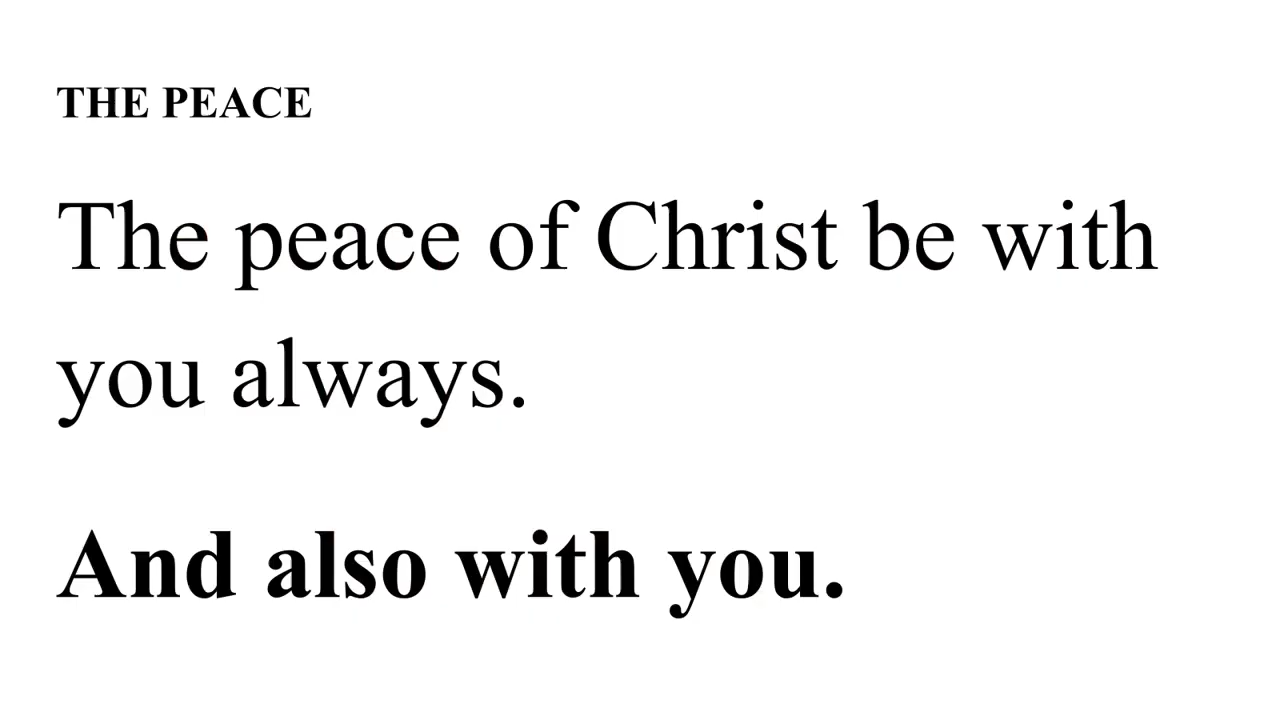 THE PEACE
The peace of Christ be with
you always.
And also with you.